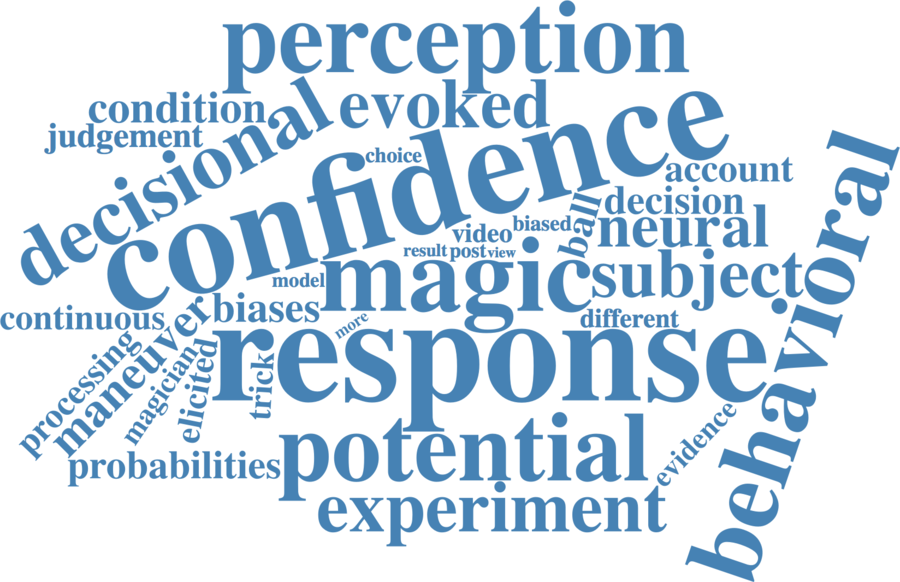 perception
condition
evoked
judgement
decisional
confidence
choice
account
behavioral
decision
ball
biased
neural
video
result
post
view
magic
subject
model
biases
continuous
maneuver
different
more
response
processing
magician
elicited
trick
evidence
potential
probabilities
experiment